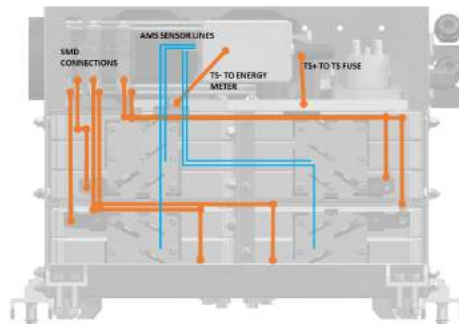 AMS SENSOR LINES
SMD
CONNECTIONS
TS- TO ENERGY
METER
TS+ TO TS FUSE